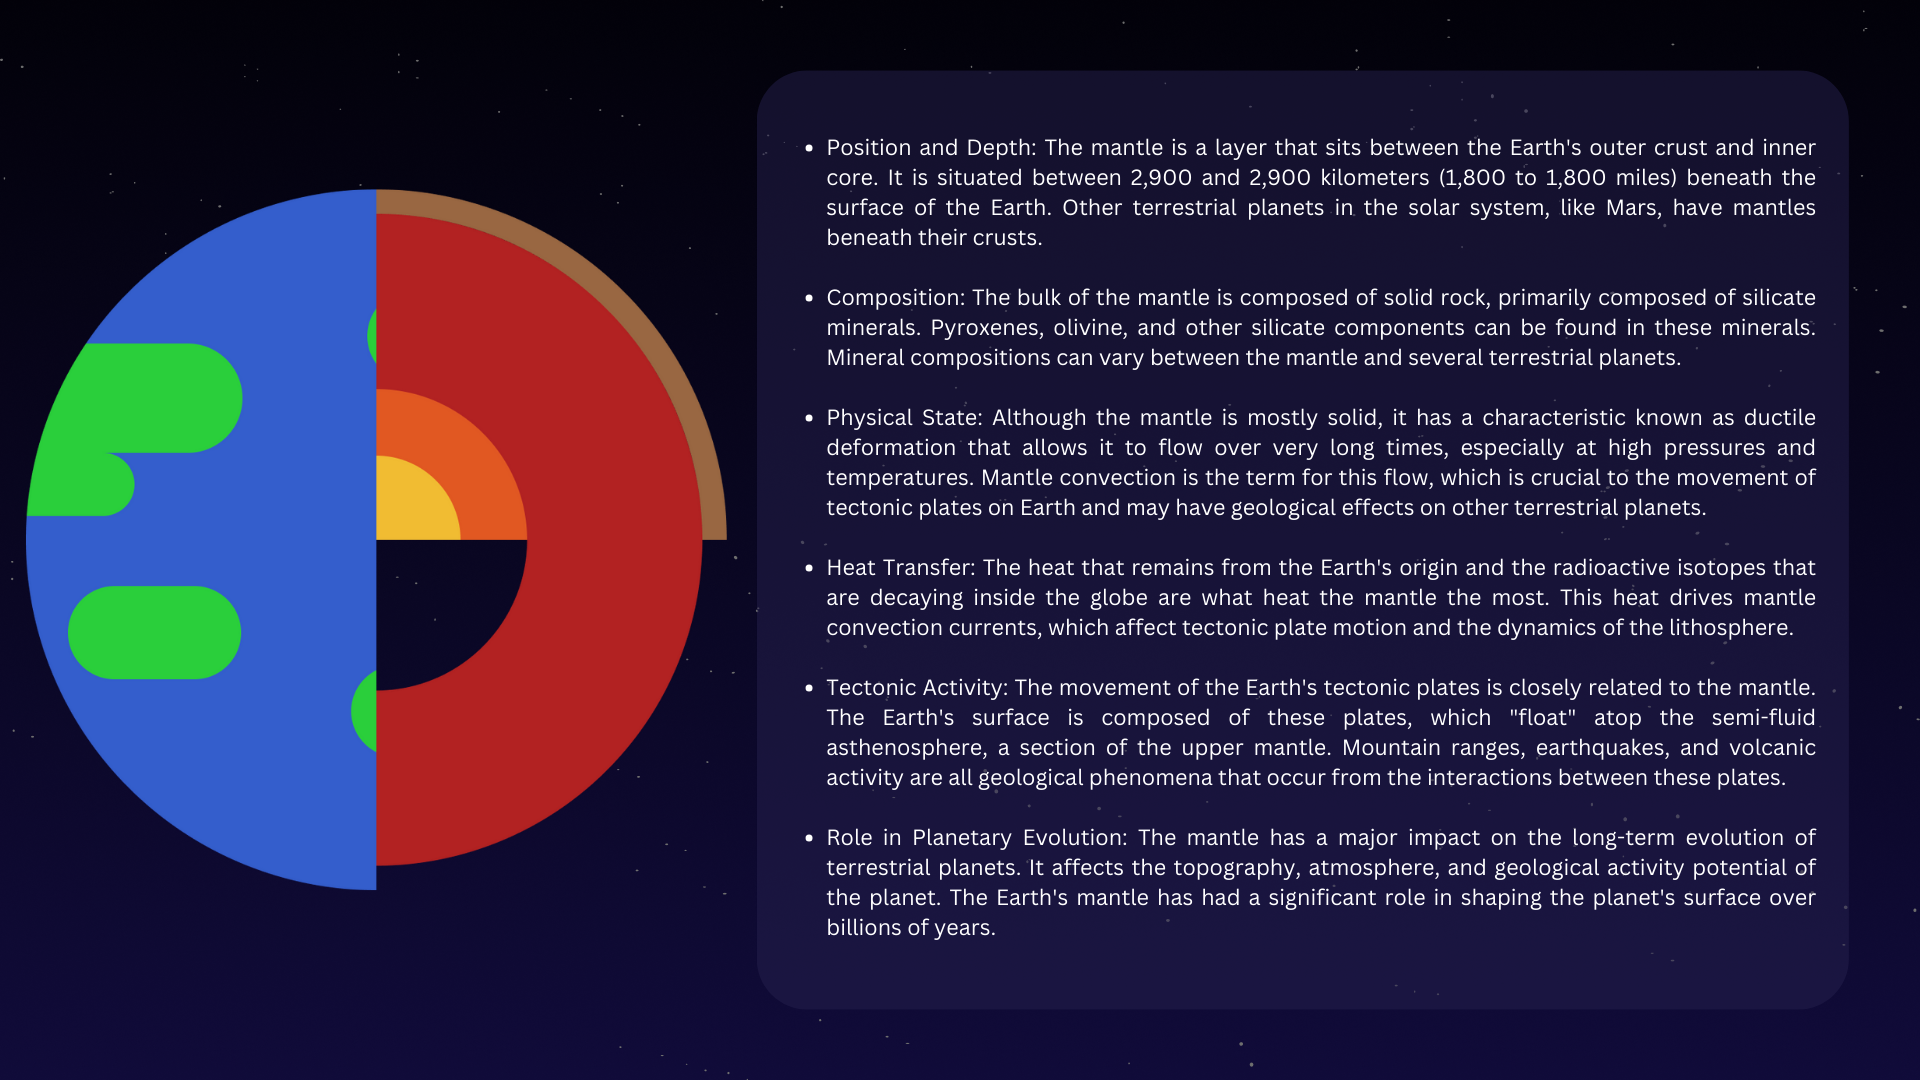 • Position and Depth: The mantle is a layer that sits between the Earth's outer crust and inner
core. It is situated between 2,900 and 2,900 kilometers (1,800 to 1,800 miles) beneath the
surface of the Earth. Other terrestrial planets in the solar system, like Mars, have mantles
beneath their crusts.
• Composition: The bulk of the mantle is composed of solid rock, primarily composed of silicate
minerals. Pyroxenes, olivine, and other silicate components can be found in these minerals.
Mineral compositions can vary between the mantle and several terrestrial planets.
• Physical State: Although the mantle is mostly solid, it has a characteristic known as ductile
deformation that allows it to flow over very long times, especially at high pressures and
temperatures. Mantle convection is the term for this flow, which is crucial to the movement of
tectonic plates on Earth and may have geological effects on other terrestrial planets.
• Heat Transfer: The heat that remains from the Earth's origin and the radioactive isotopes that
are decaying inside the globe are what heat the mantle the most. This heat drives mantle
convection currents, which affect tectonic plate motion and the dynamics of the lithosphere.
• Tectonic Activity: The movement of the Earth's tectonic plates is closely related to the mantle.
The Earth's surface is composed of these plates, which "float" atop the semi-fluid
asthenosphere, a section of the upper mantle. Mountain ranges, earthquakes, and volcanic
activity are all geological phenomena that occur from the interactions between these plates.
• Role in Planetary Evolution: The mantle has a major impact on the long-term evolution of
terrestrial planets. It affects the topography, atmosphere, and geological activity potential of
the planet. The Earth's mantle has had a significant role in shaping the planet's surface over
billions of years.